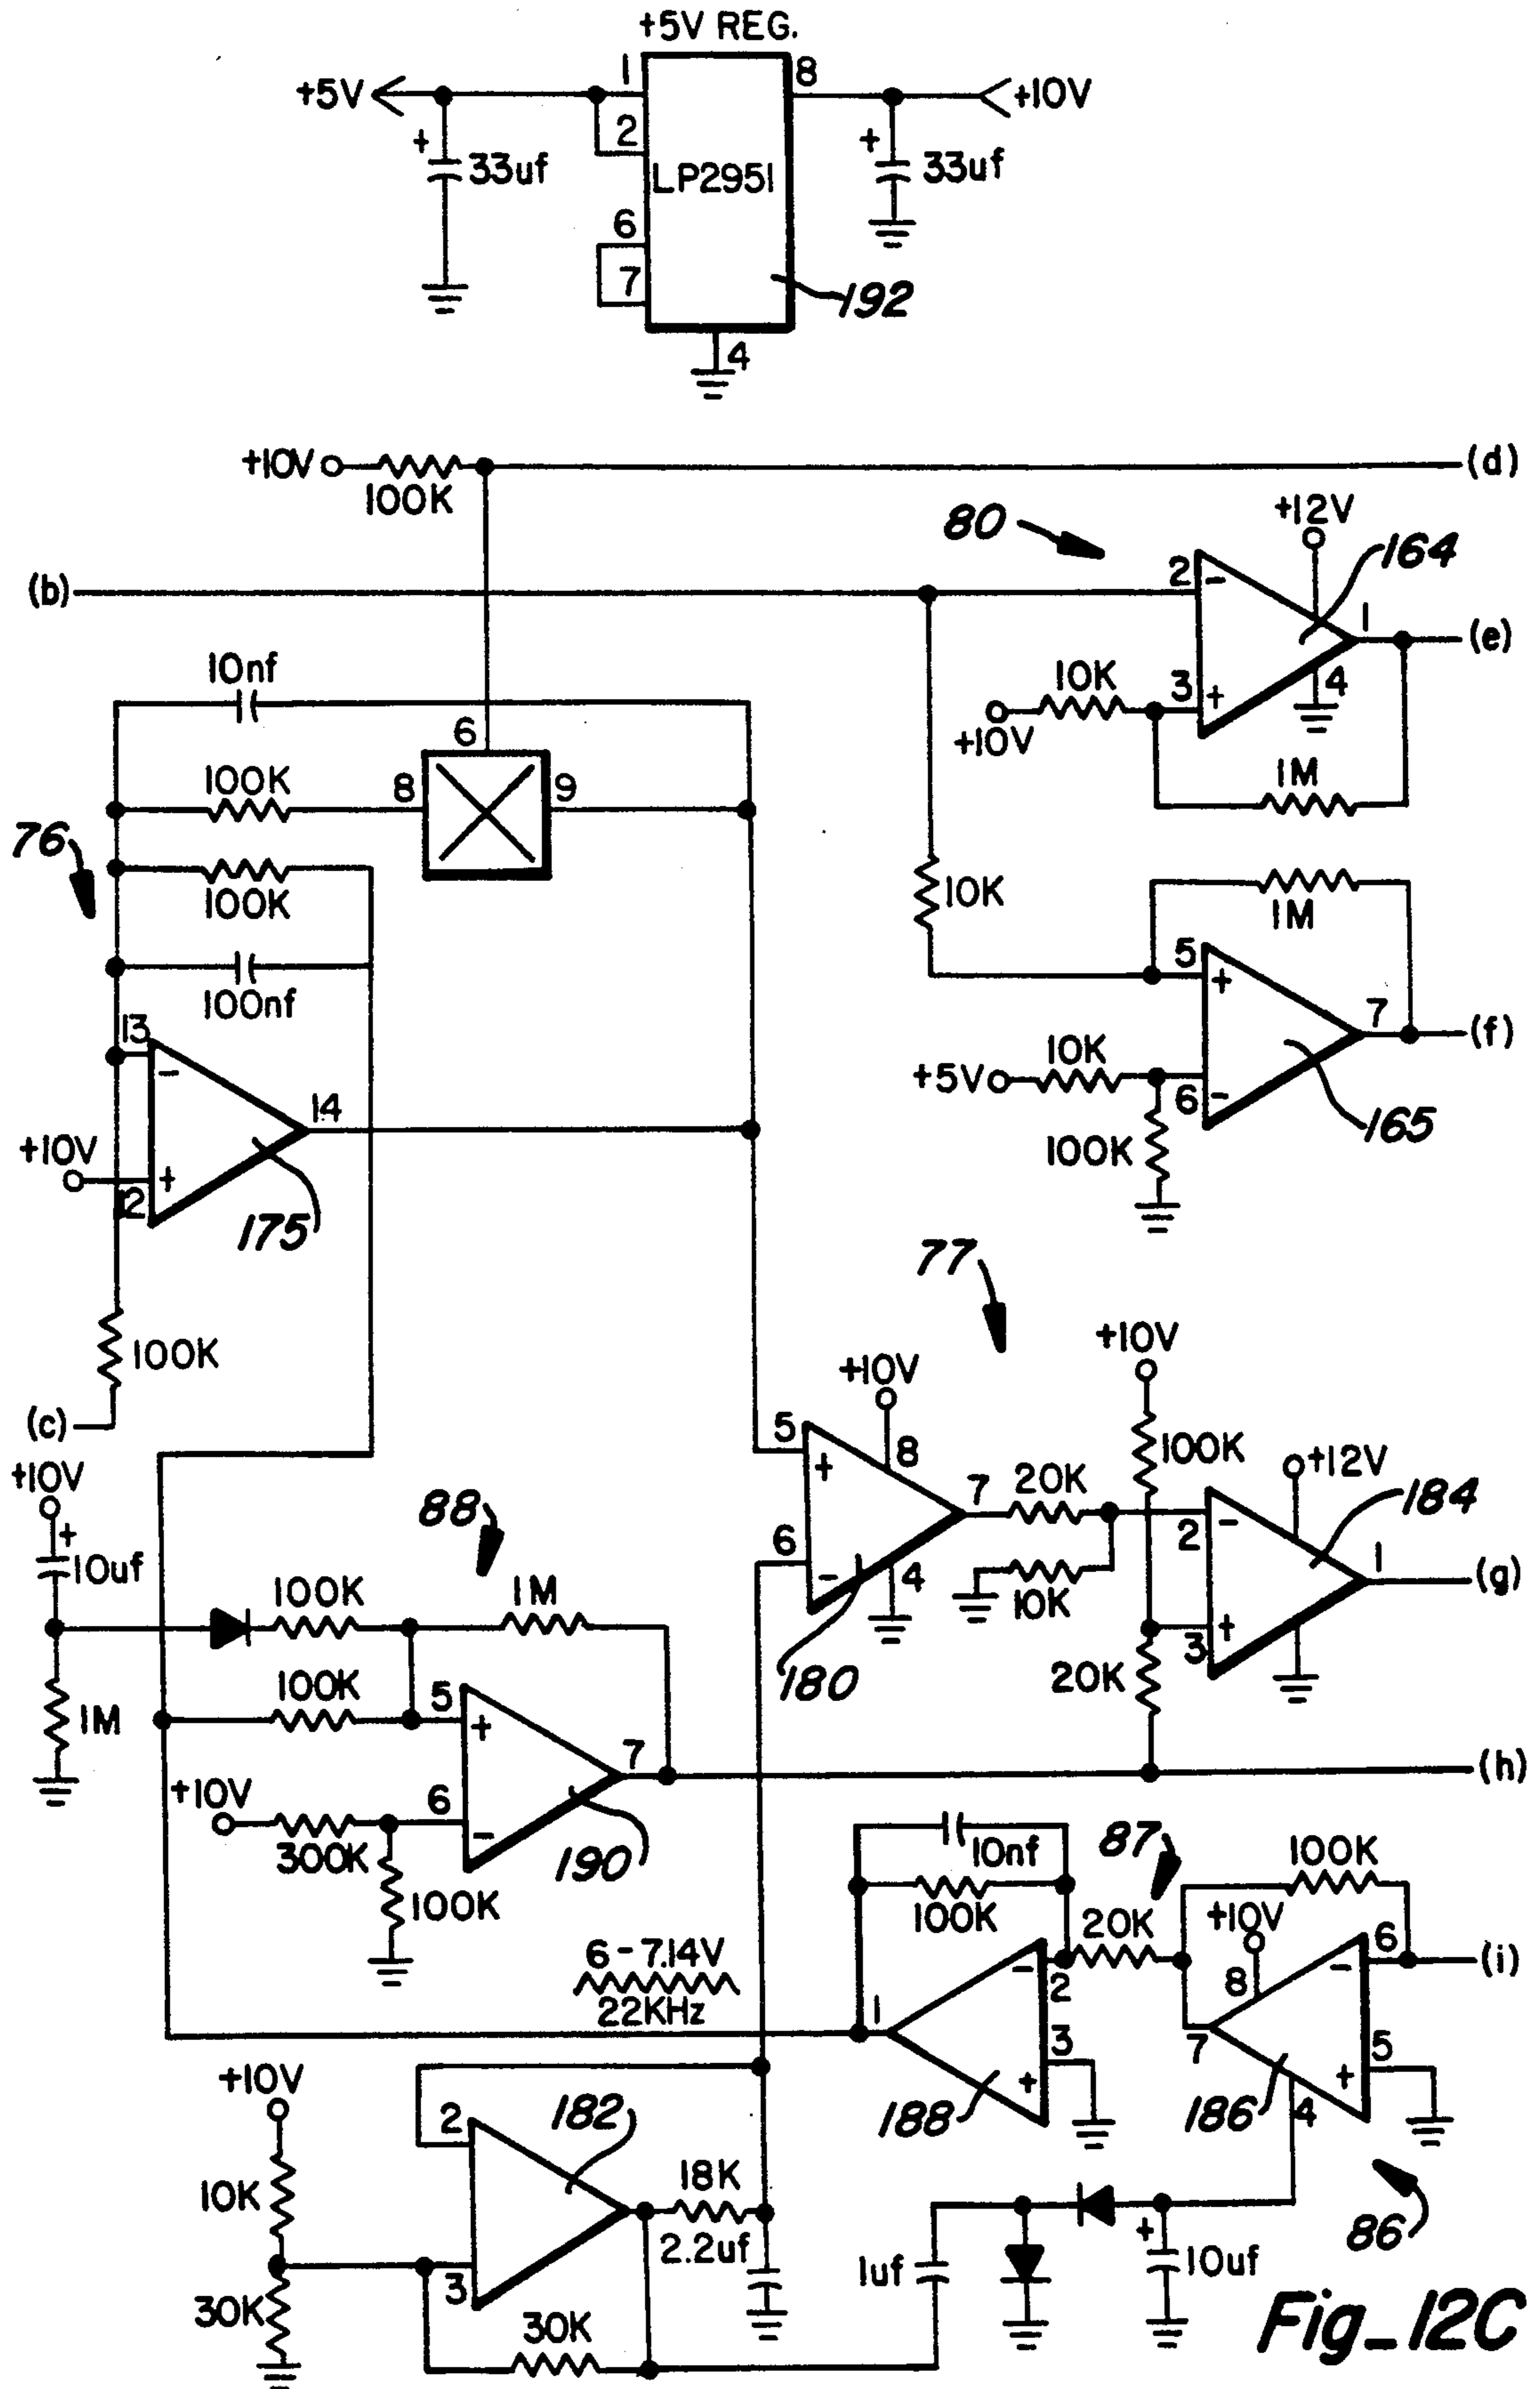 +5V REG.
+5V
1
8
+10V
2
+
33uf
LP2951
+
33uf
6
7
192
4
+10V
100K
(d)
80
+12V
164
(b)
2
-
1
(e)
10nf
10K
3
+
4
+10V
6
100K
8
9
1M
76
100K
10K
1M
100nf
5
+
13
-
7
(f)
14
10K
+5V
6
-
+10V
+
12
100K
165
175
77
100K
+10V
+10V
(c)
5
+
8
100K
+12V
+10V
88
7
20K
184
+
10uf
6
-
4
2
-
1
(g)
100K
1M
10K
3
+
180
20K
100K
5
+
1M
7
(h)
+10V
6
-
300K
190
10nf
87
100K
100K
100K
20K
+10V
6
-
(i)
6-7.14V
22KHz
-
2
8
1
3
7
5
+10V
+
+
182
188
186
4
2
10K
18K
2.2uf
86
3
1uf
+
10uf
30K
30K
Fig_12C